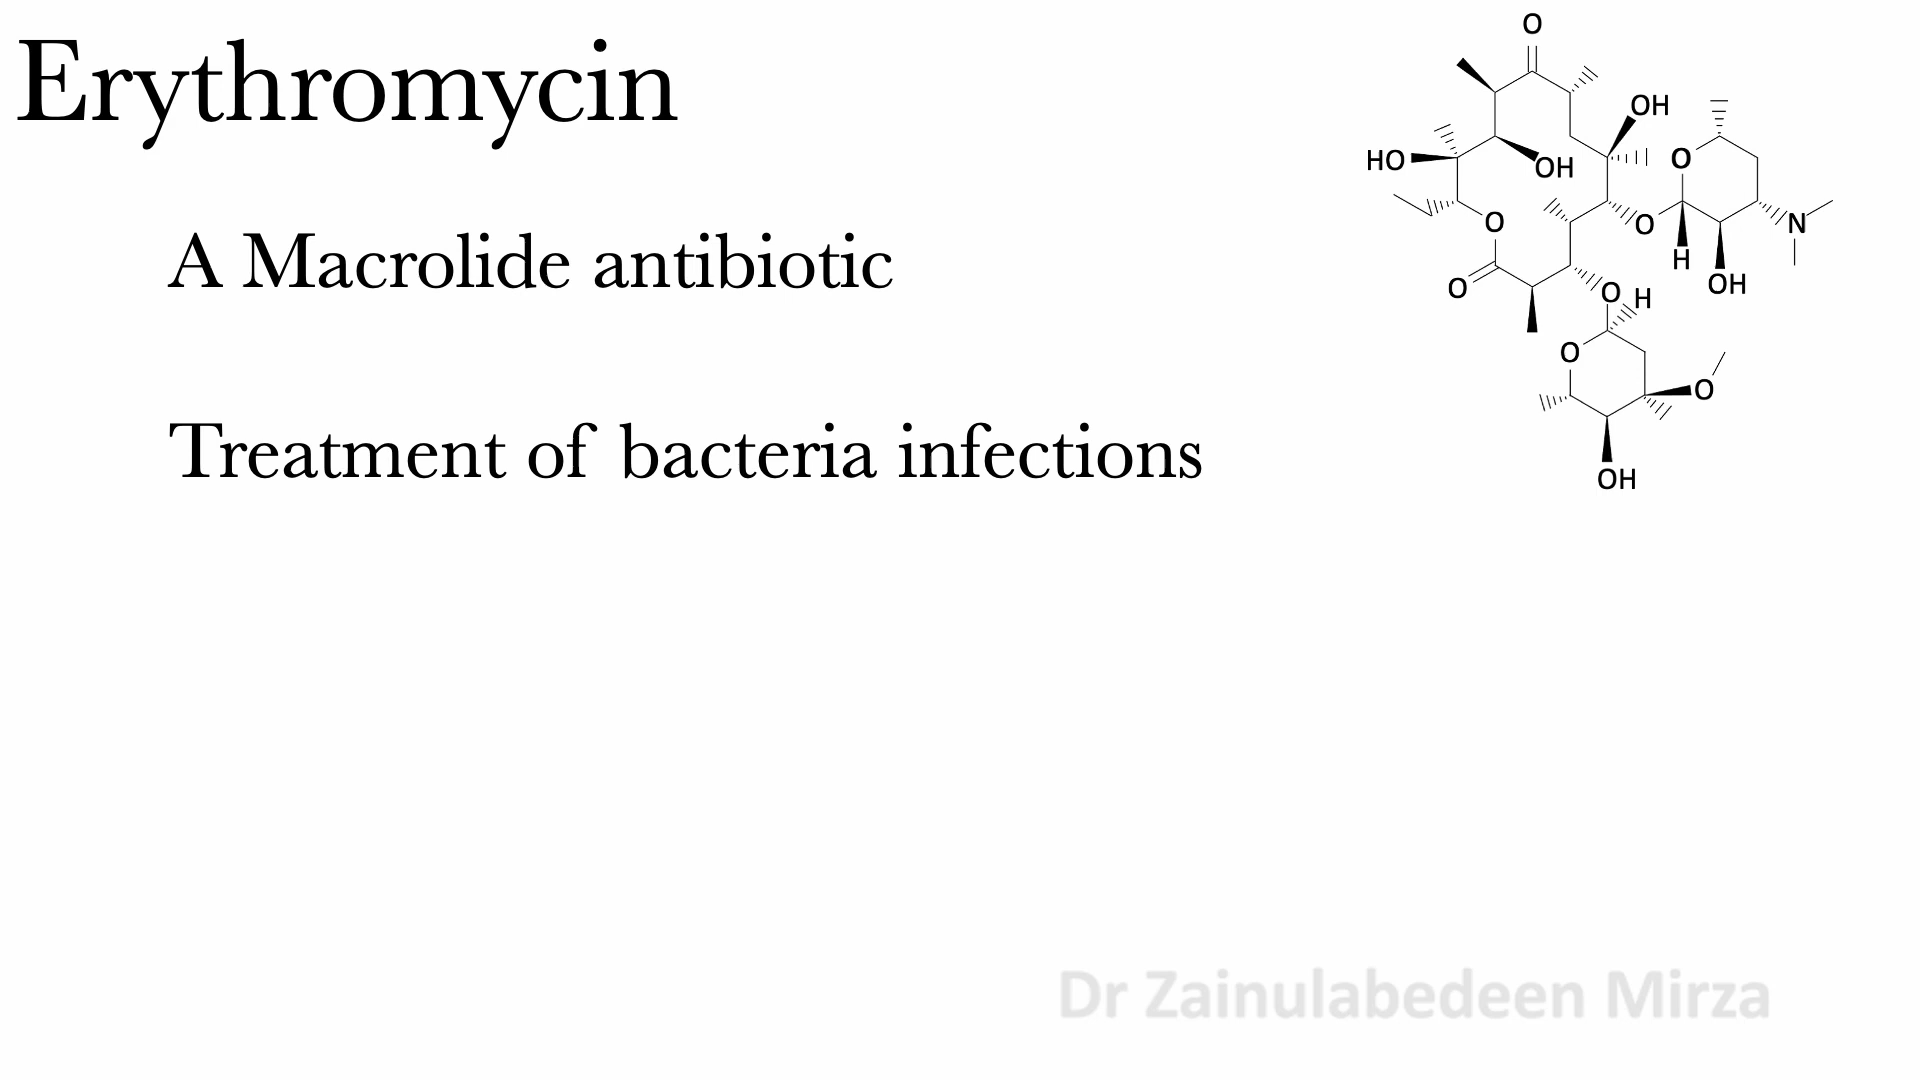 Erythromycin
A Macrolide antibiotic
Treatment of bacteria infections
O
OH
HO
OH
O
N
O
O
H
OH
O
O
H
O
O
OH
Dr Zainulabedeen Mirza